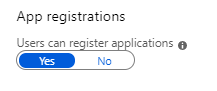 App registrations
Users can register applications
Yes No